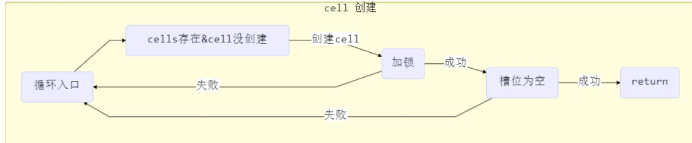 cell 创建
cells存在&cell没创建
创建cell
加锁
成功
槽位为空
成功
return
循环入口
失败
失败